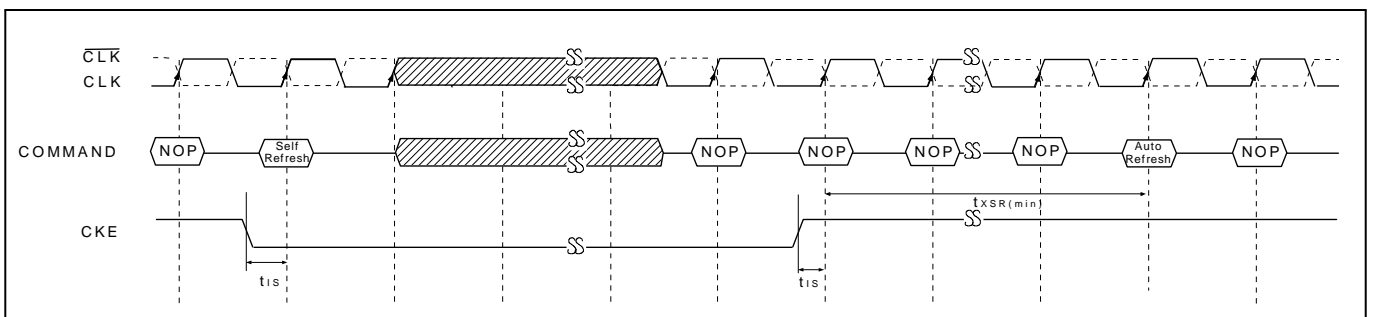 CLK
CLK
COMMAND
NOP
Self
Refresh
NOP
NOP
NOP
NOP
Auto
Refresh
NOP
tXSR(min)
CKE
tIS
tIS